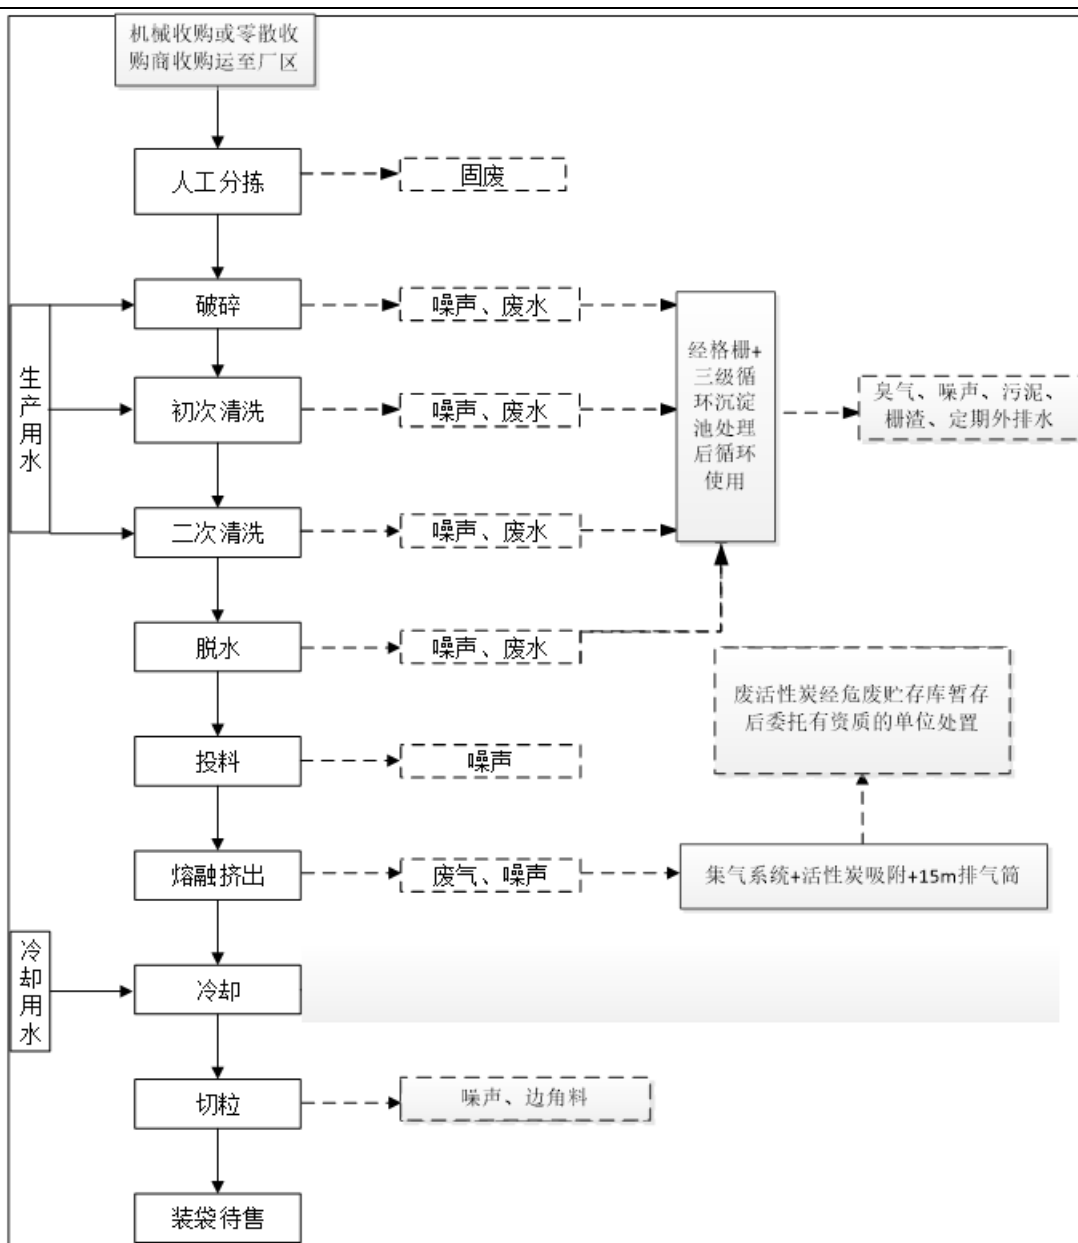 机械收购或零散收
购商收购运至厂区
人工分拣
固废
生产用水
破碎
噪声、废水
经格栅+
三级循
环沉淀
池处理
后循环
使用
初次清洗
噪声、废水
臭气、噪声、污泥、
栅渣、定期外排水
二次清洗
噪声、废水
脱水
噪声、废水
废活性炭经危废贮存库暂存
后委托有资质的单位处置
投料
噪声
熔融挤出
废气、噪声
集气系统+活性炭吸附+15m排气筒
冷却用水
冷却
切粒
噪声、边角料
装袋待售